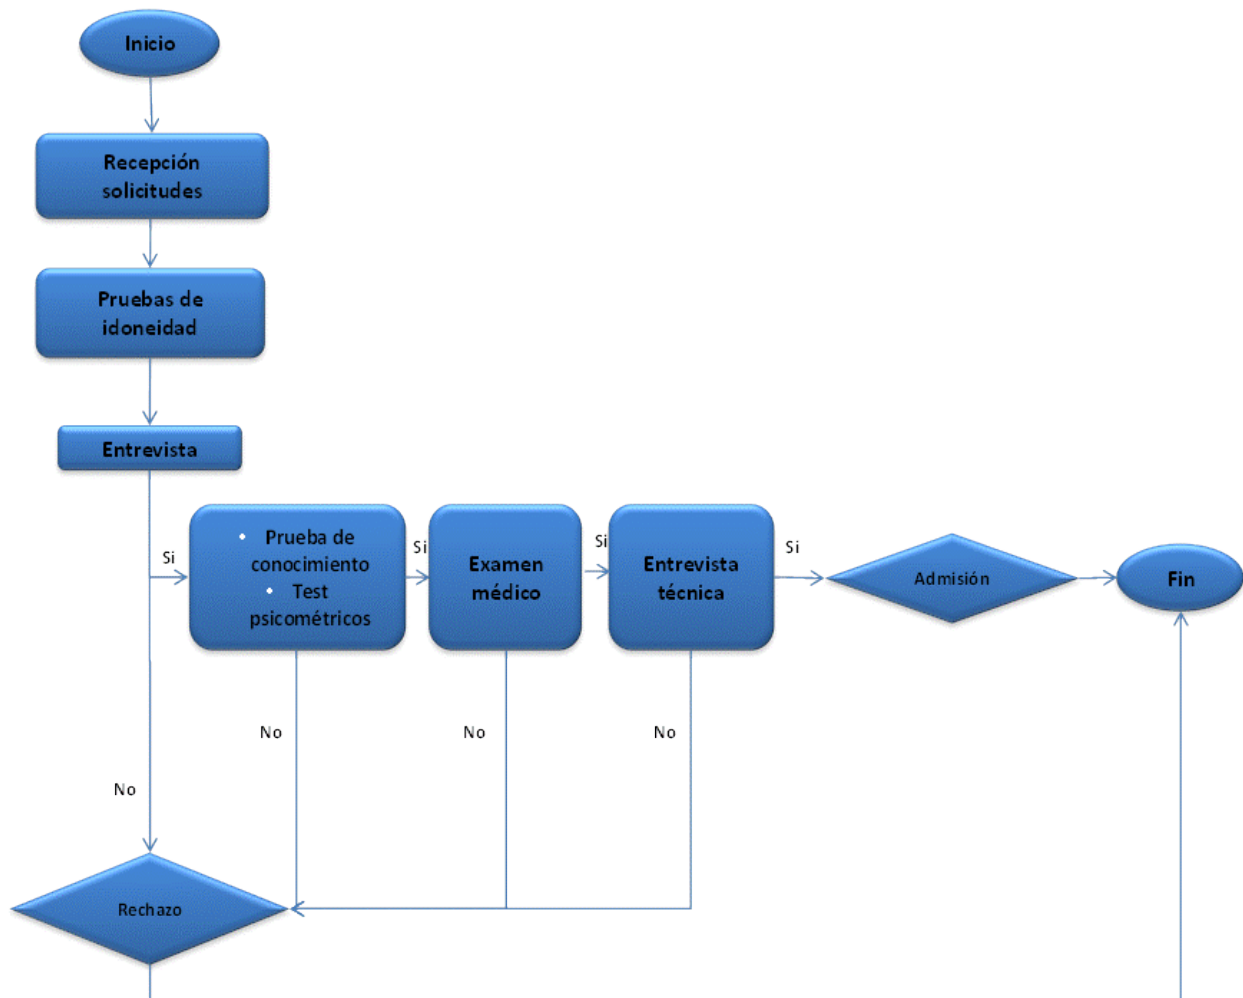 Inicio
Recepción
solicitudes
Pruebas de
idoneidad
Entrevista
Si
• Prueba de
conocimiento
• Test
psicométricos
Si
Examen
médico
Si
Entrevista
técnica
Si
Admisión
Fin
No
No
No
No
Rechazo